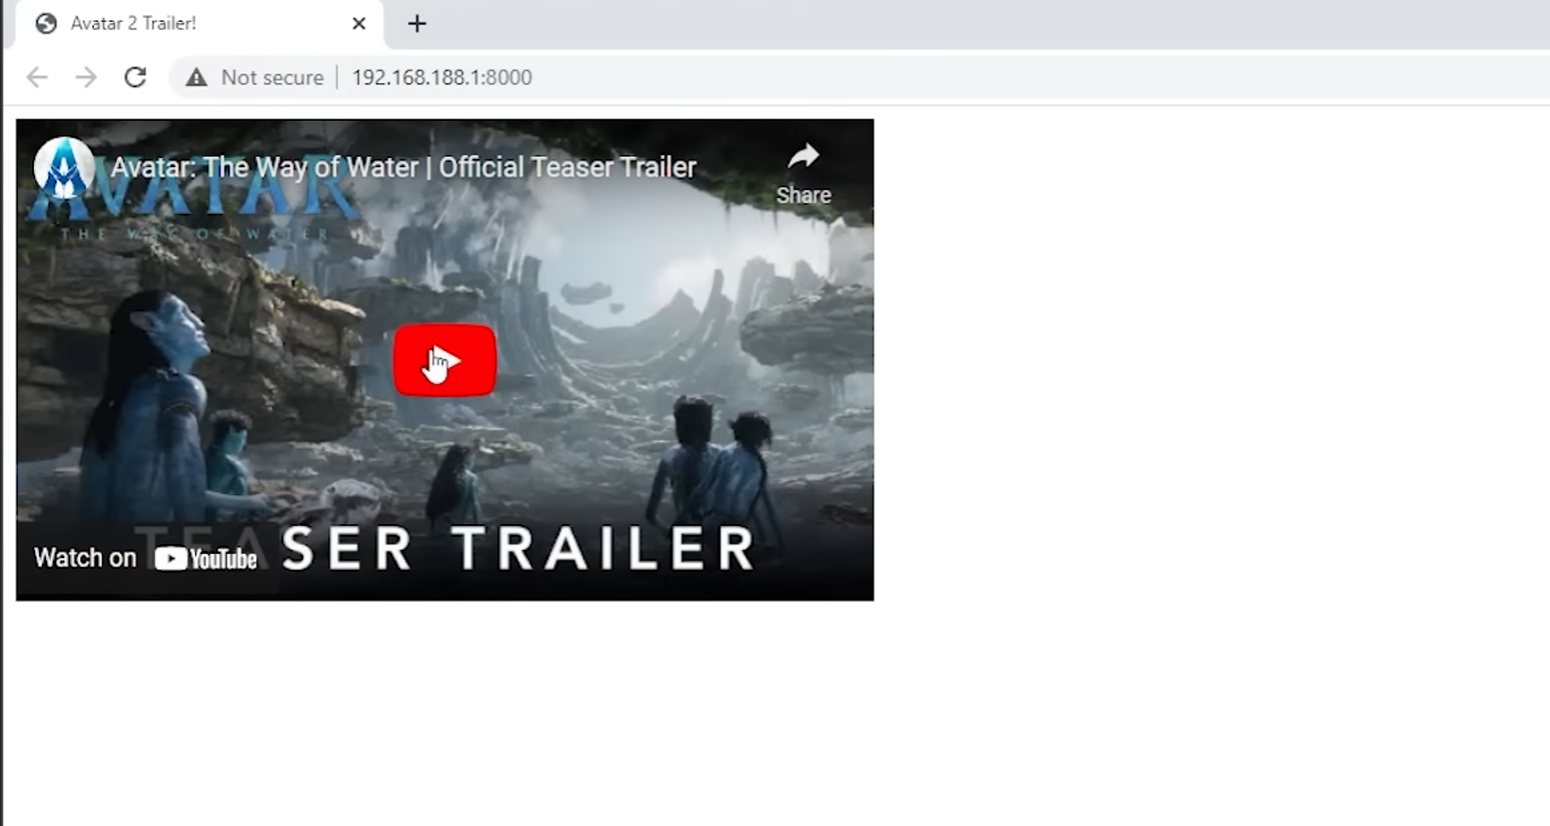 Avatar 2 Trailer!
Not secure | 192.168.188.1:8000
Avatar: The Way of Water | Official Teaser Trailer
Share
AVATAR
THE WAY OF WATER
TEASER TRAILER
Watch on YouTube